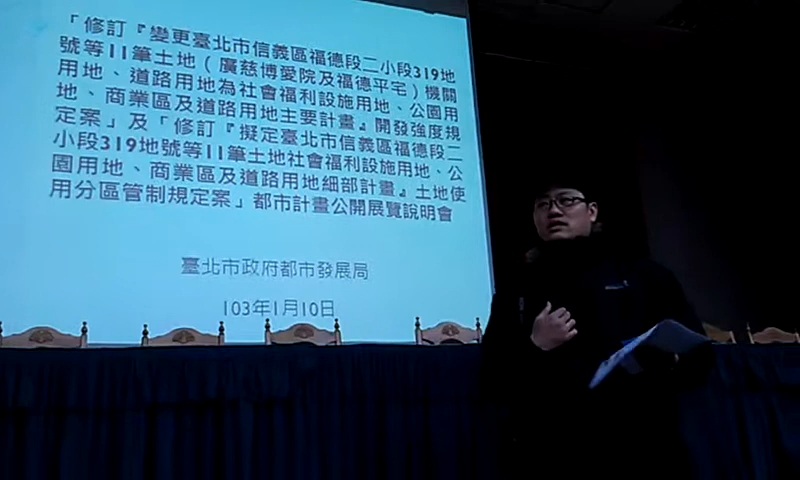 「修訂『變更臺北市信義區福德段二小段319地
號等11筆土地（廣慈博愛院及福德平宅）機關
用地、道路用地為社會福利設施用地、公園用
地、商業區及道路用地主要計畫』開發強度規
定案」及「修訂『擬定臺北市信義區福德段二
小段319地號等11筆土地社會福利設施用地、公
園用地、商業區及道路用地細部計畫』土地使
用分區管制規定案」都市計畫公開展覽說明會
臺北市政府都市發展局
103年1月10日